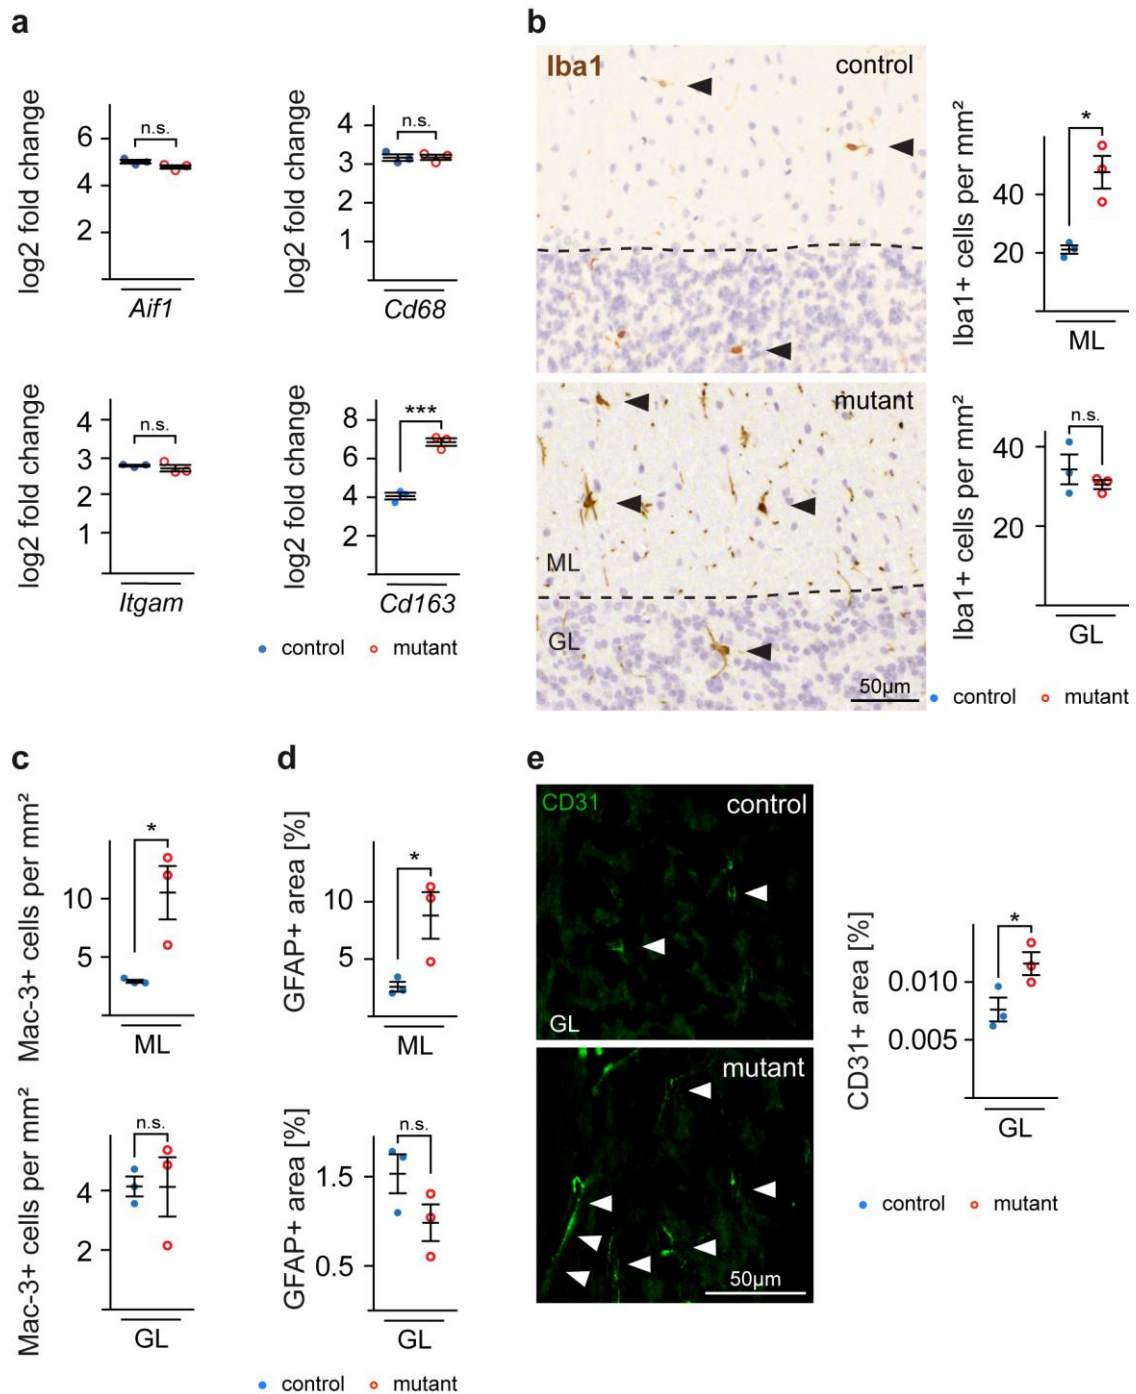 a
log2 fold change
6
4
2
n.s.
Aif1
log2 fold change
4
3
2
1
n.s.
Cd68
log2 fold change
4
3
2
1
n.s.
Itgam
log2 fold change
8
6
4
2
***
Cd163
control
mutant
b
Iba1
control
mutant
ML
GL
50µm
Iba1+ cells per mm²
40
20
*
ML
Iba1+ cells per mm²
40
20
n.s.
GL
control
mutant
c
Mac-3+ cells per mm²
10
5
*
ML
Mac-3+ cells per mm²
4
2
n.s.
GL
d
GFAP+ area [%]
10
5
*
ML
GFAP+ area [%]
1.5
0.5
n.s.
GL
control
mutant
e
CD31
control
GL
mutant
50µm
CD31+ area [%]
0.010
0.005
*
GL
control
mutant